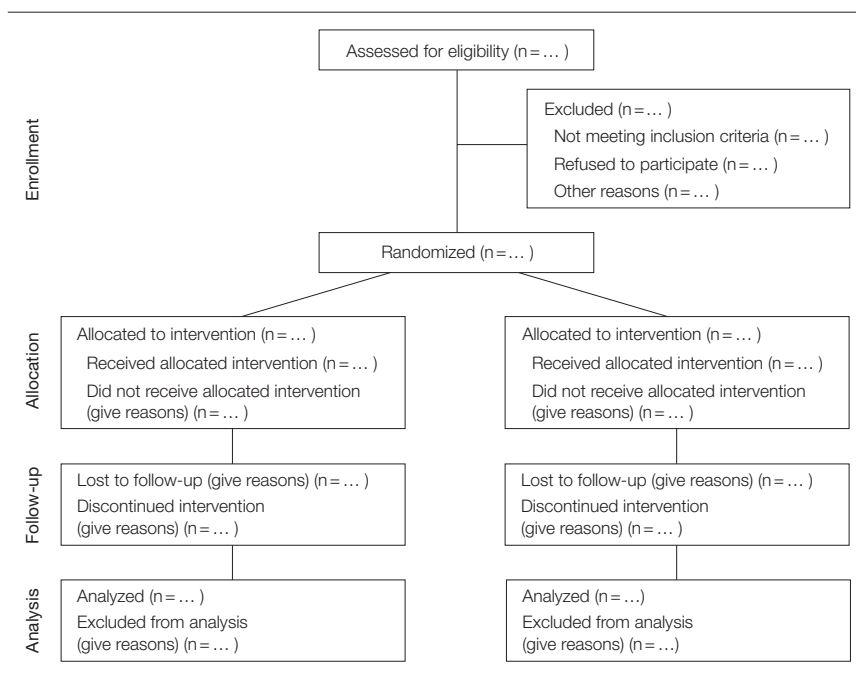 Assessed for eligibility (n = … )
Enrollment
Excluded (n = … )
Not meeting inclusion criteria (n = … )
Refused to participate (n = … )
Other reasons (n = … )
Randomized (n = … )
Allocation
Allocated to intervention (n = … )
Received allocated intervention (n = … )
Did not receive allocated intervention
(give reasons) (n = … )
Allocated to intervention (n = … )
Received allocated intervention (n = … )
Did not receive allocated intervention
(give reasons) (n = … )
Follow-up
Lost to follow-up (give reasons) (n = … )
Discontinued intervention
(give reasons) (n = … )
Lost to follow-up (give reasons) (n = … )
Discontinued intervention
(give reasons) (n = … )
Analysis
Analyzed (n = … )
Excluded from analysis
(give reasons) (n = … )
Analyzed (n = …)
Excluded from analysis
(give reasons) (n = …)